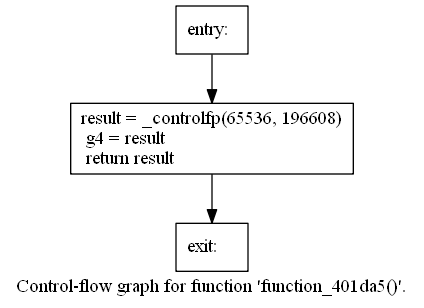 entry:
result = _controlfp(65536, 196608)
g4 = result
return result
exit:
Control-flow graph for function 'function_401da5()'.